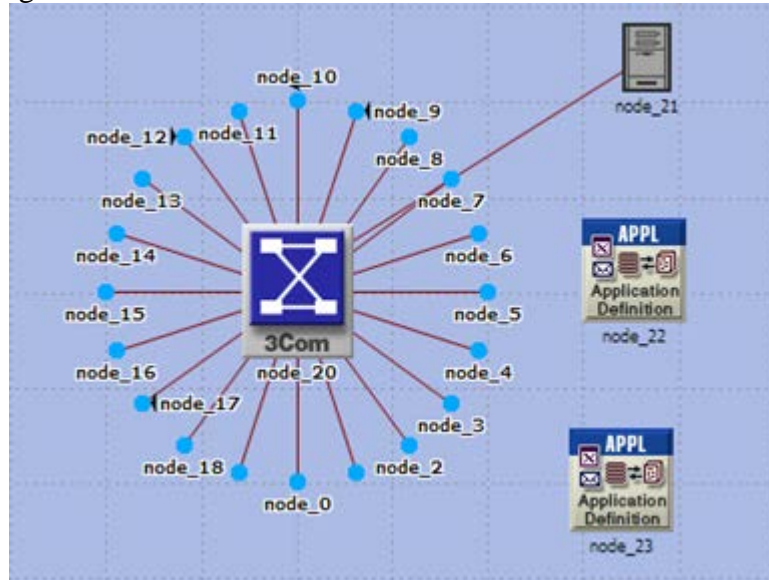 node_10
node_21
node_9
node_12
node_11
node_8
node_13
node_7
node_14
node_6
APPL
Application
Definition
node_22
node_15
node_5
3Com
node_16
node_20
node_4
node_17
node_3
node_18
node_2
node_0
APPL
Application
Definition
node_23